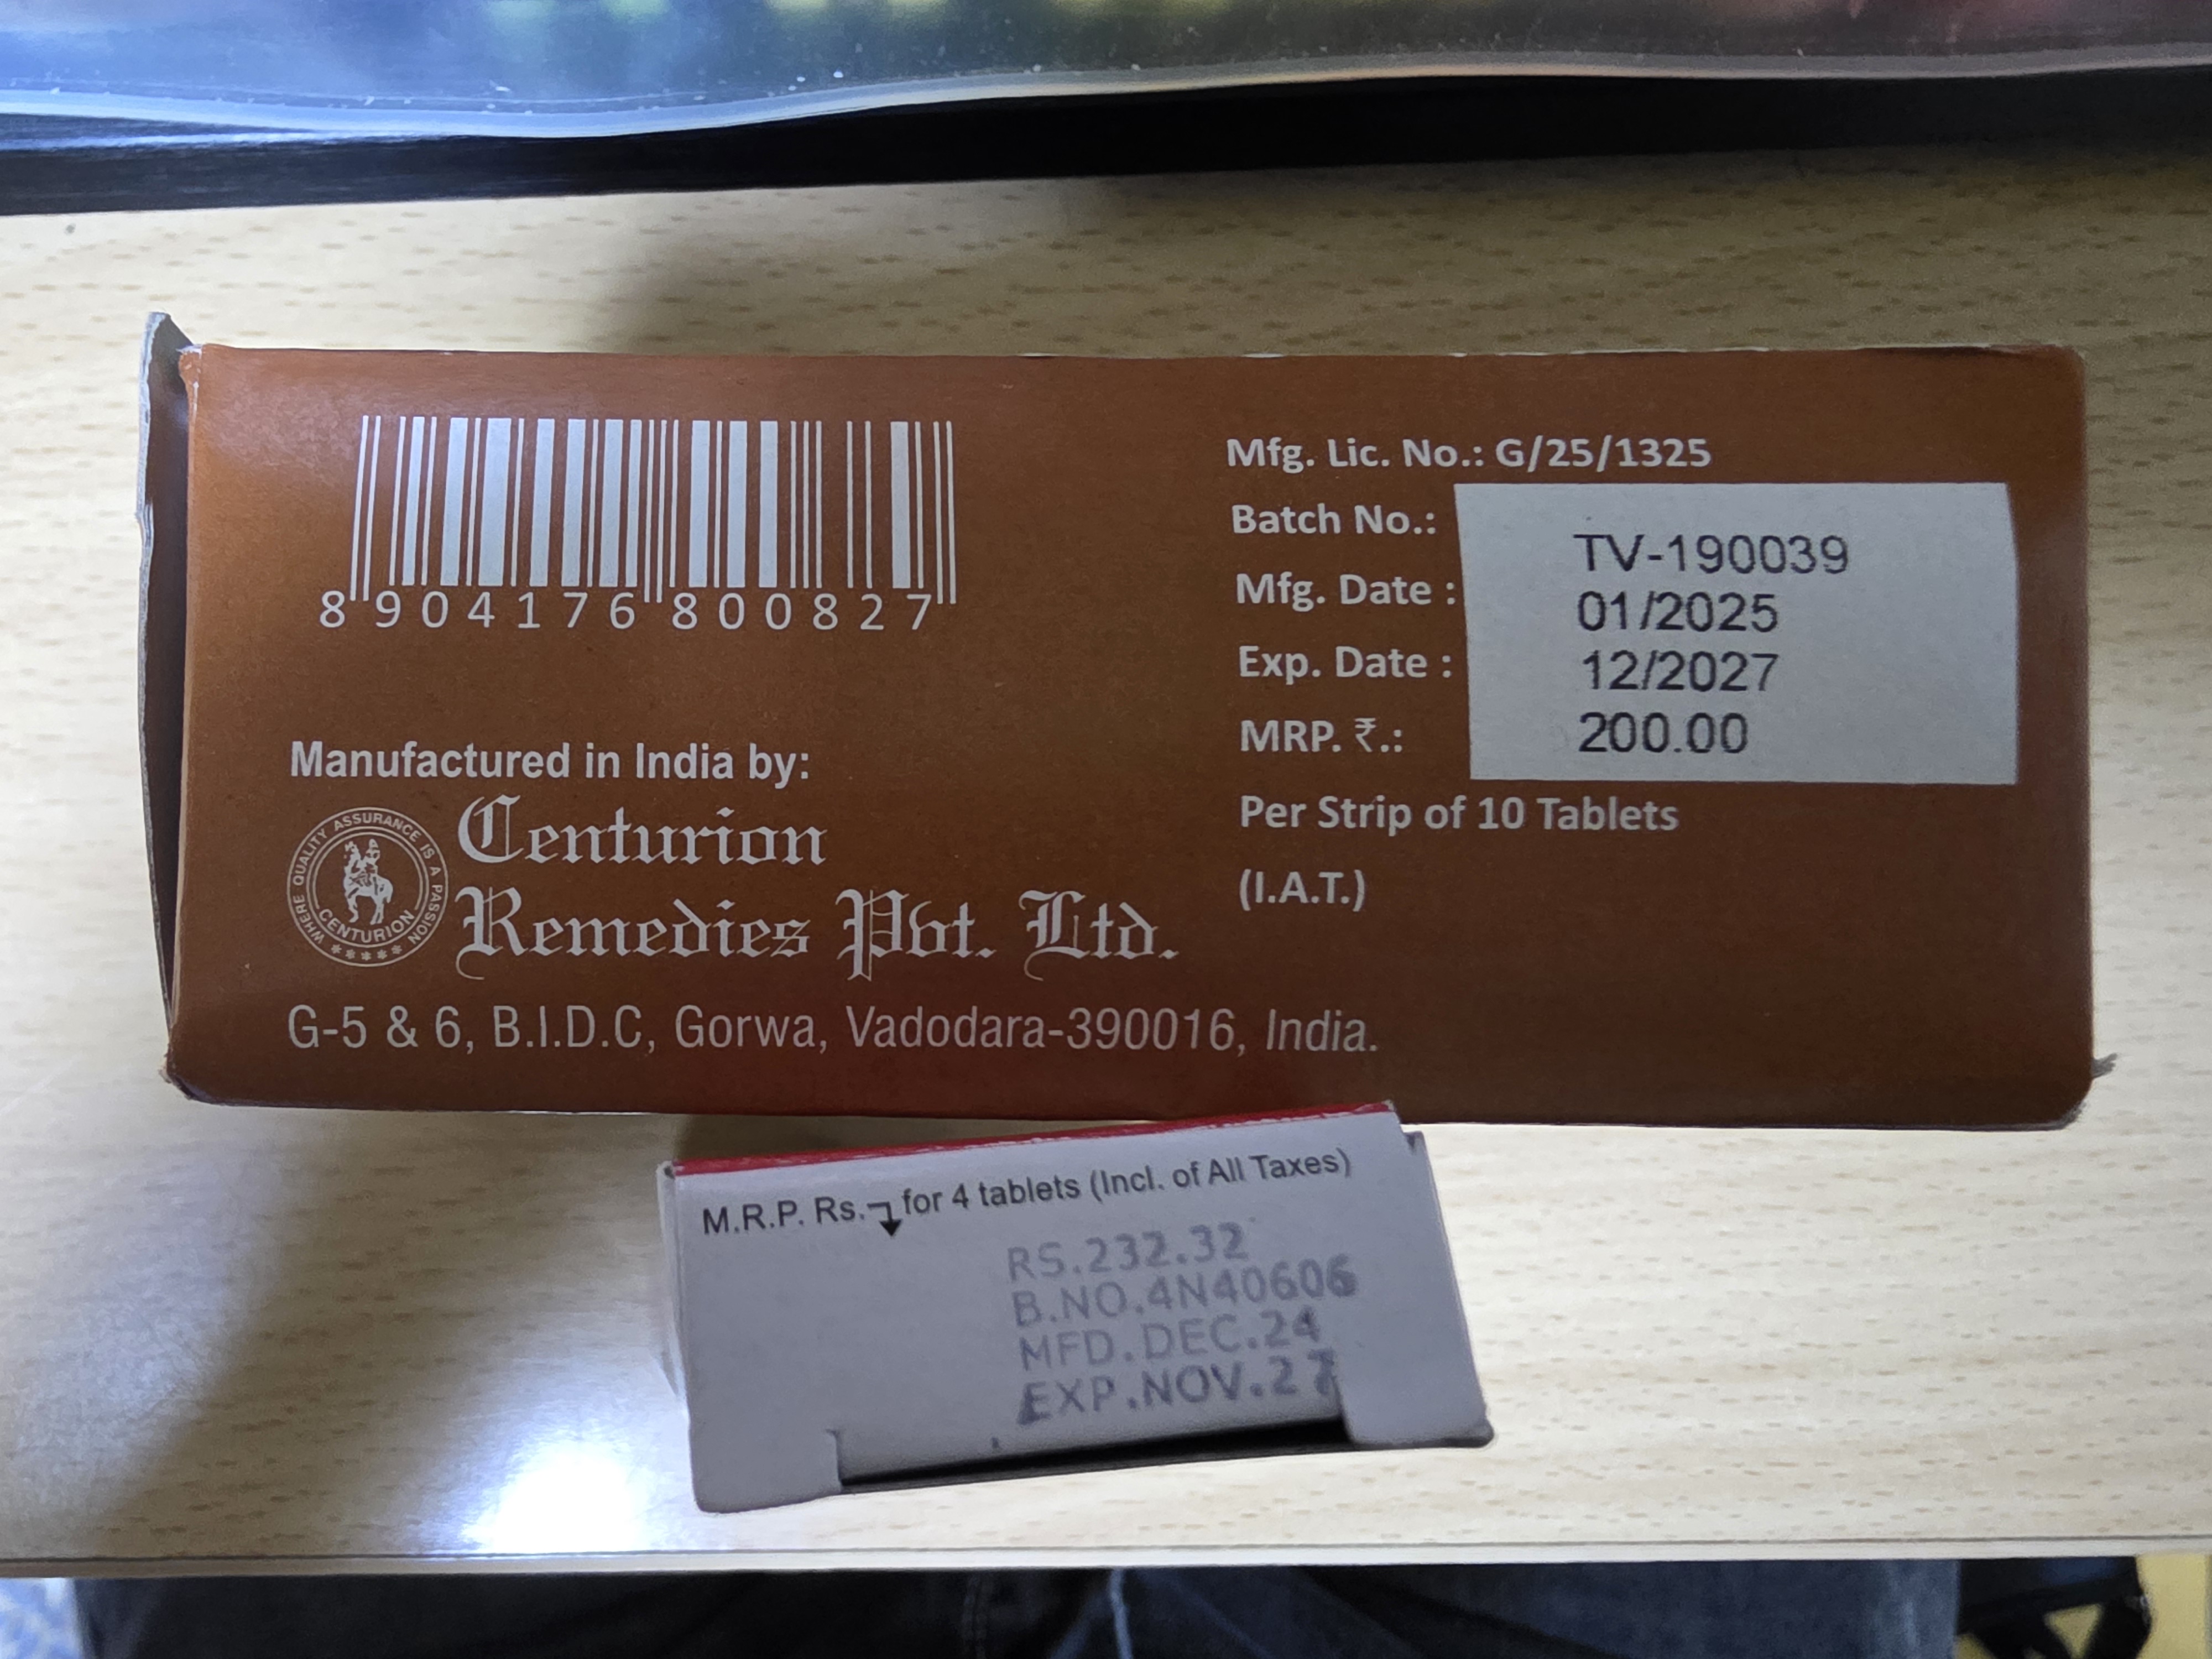 8 904176 800827
Mfg. Lic. No.: G/25/1325
Batch No.: TV-190039
Mfg. Date : 01/2025
Exp. Date : 12/2027
MRP. ₹.: 200.00
Per Strip of 10 Tablets
(I.A.T.)
Manufactured in India by:
WHERE QUALITY ASSURANCE IS A PASSION
CENTURION
Centurion
Remedies Pvt. Ltd.
G-5 & 6, B.I.D.C, Gorwa, Vadodara-390016, India.
M.R.P. Rs. for 4 tablets (Incl. of All Taxes)
RS.232.32
B.NO.4N40606
MFD.DEC.24
EXP.NOV.27